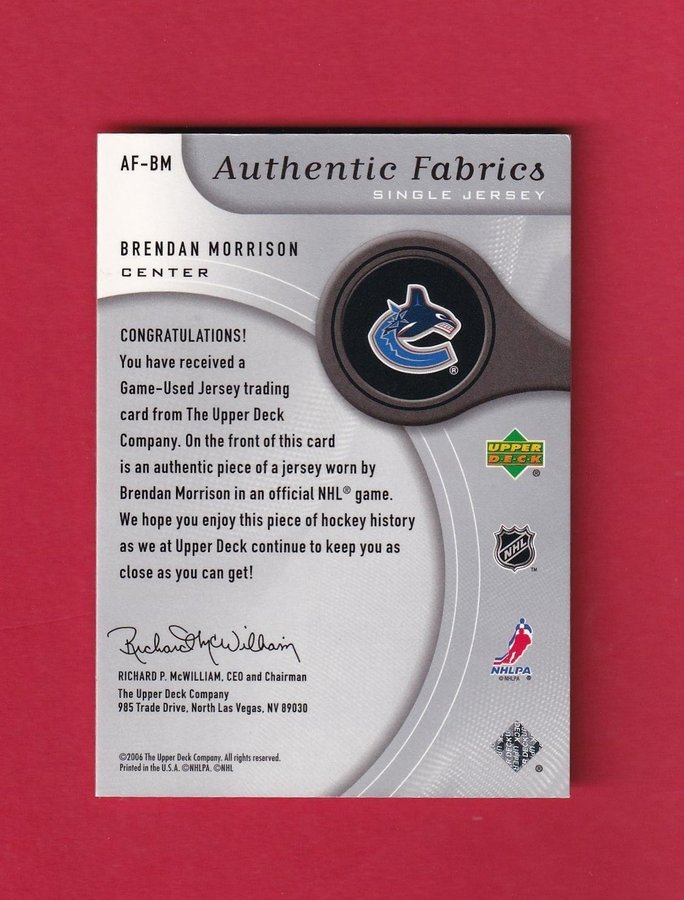 AF-BM
Authentic Fabrics
SINGLE JERSEY
BRENDAN MORRISON
CENTER
CONGRATULATIONS!
You have received a
Game-Used Jersey trading
card from The Upper Deck
Company. On the front of this card
is an authentic piece of a jersey worn by
Brendan Morrison in an official NHL® game.
We hope you enjoy this piece of hockey history
as we at Upper Deck continue to keep you as
close as you can get!
®
UPPER
D·E·C·K
®
NHL
™
NHLPA
© NHLPA
Richard P. McWilliam
RICHARD P. McWILLIAM, CEO and Chairman
The Upper Deck Company
985 Trade Drive, North Las Vegas, NV 89030
©2006 The Upper Deck Company. All rights reserved.
Printed in the U.S.A. ©NHLPA. ©NHL
®